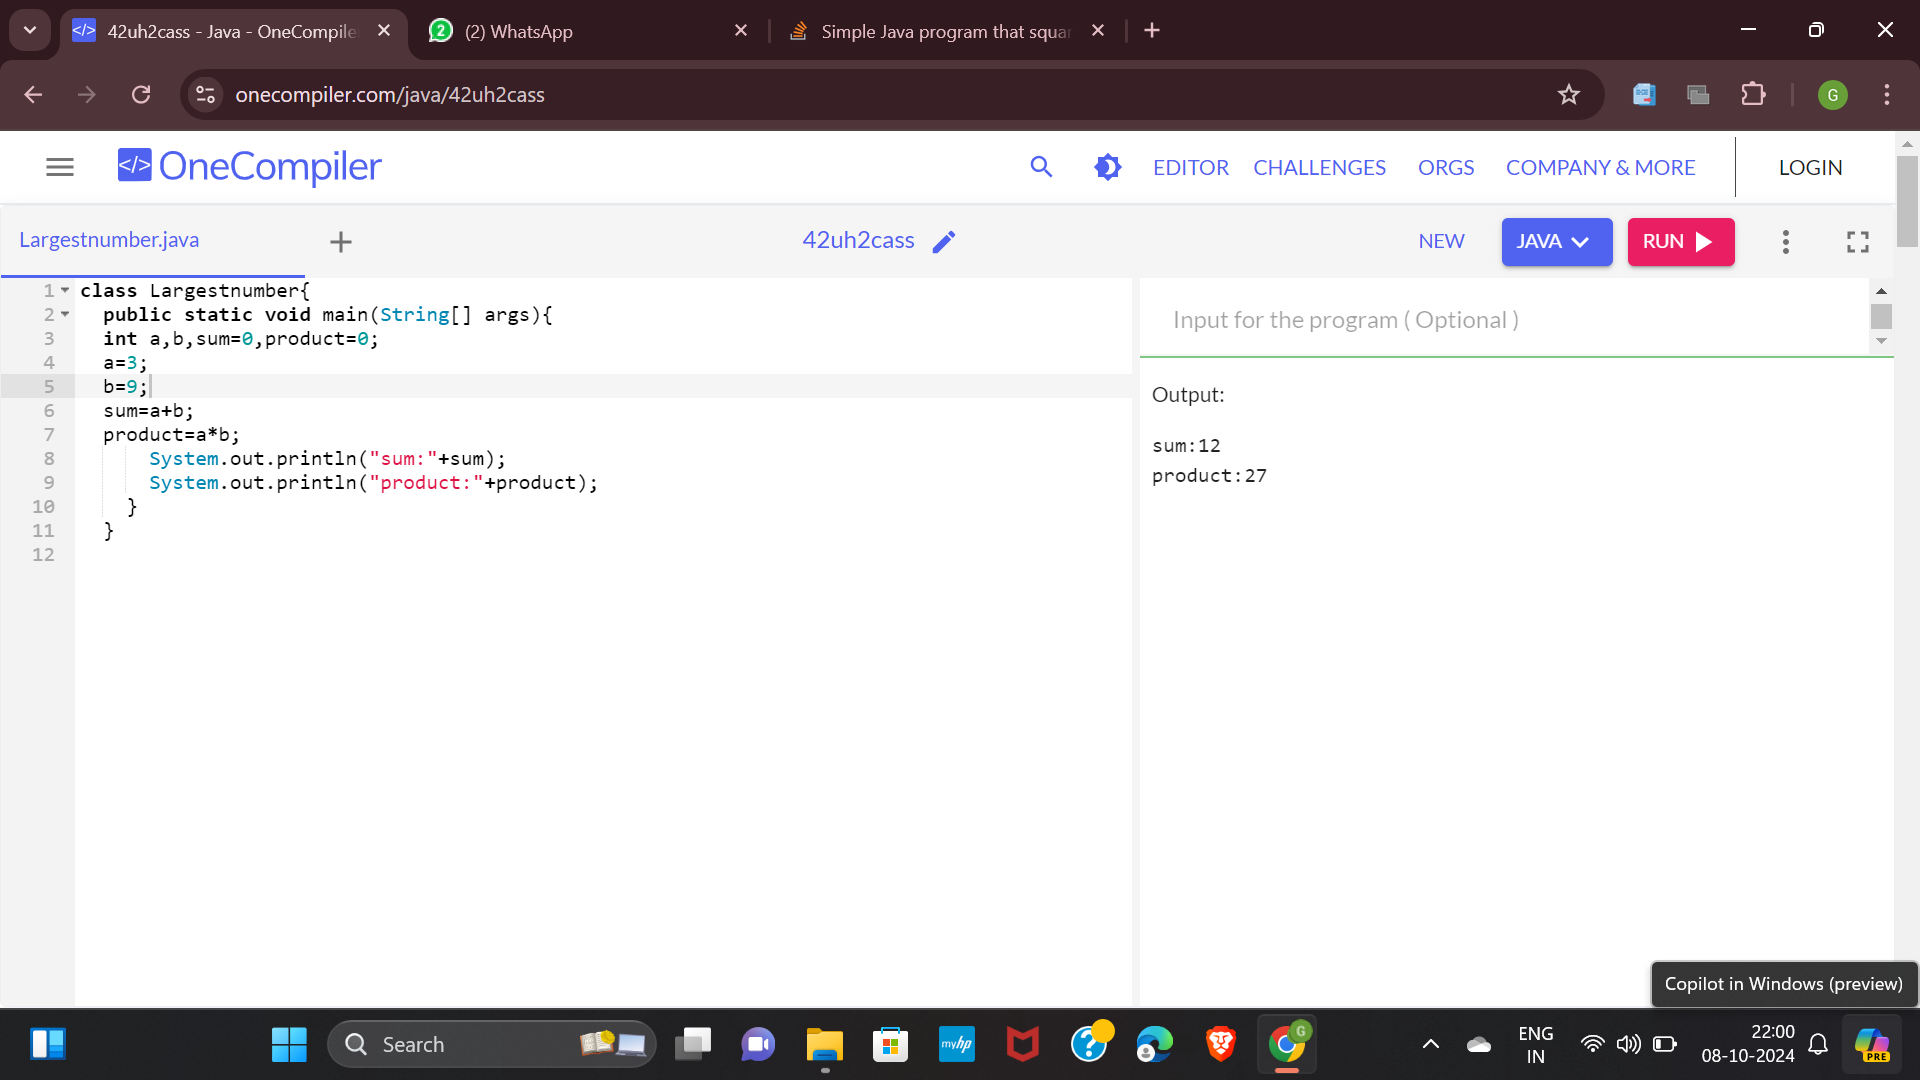 42uh2cass - Java - OneCompile
(2) WhatsApp
Simple Java program that squar
onecompiler.com/java/42uh2cass
G
</> OneCompiler
EDITOR
CHALLENGES
ORGS
COMPANY & MORE
LOGIN
Largestnumber.java
42uh2cass
NEW
JAVA
RUN
1 class Largestnumber{
2 public static void main(String[] args){
3 int a,b,sum=0,product=0;
4 a=3;
5 b=9;
6 sum=a+b;
7 product=a*b;
8 System.out.println("sum:"+sum);
9 System.out.println("product:"+product);
10 }
11 }
12
Input for the program ( Optional )
Output:
sum:12
product:27
Copilot in Windows (preview)
Search
myhp
G
ENG
IN
22:00
08-10-2024
PRE